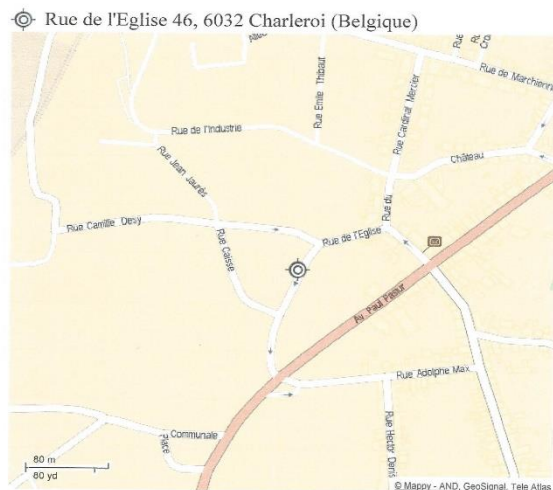 Rue de l'Eglise 46, 6032 Charleroi (Belgique)
Rue de Marchienne
Rue Emile Thibaut
Rue Cardinal Mercier
Rue de l'Industrie
Château
Rue Jean Jaurès
Rue du
Rue Camille Desy
Rue de l'Eglise
Rue Caisse
Av Paul Pastur
Rue Adolphe Max
Rue Hector Denis
Communale
Place
80 m
80 yd
© Mappy - AND, GeoSignal, Tele Atlas